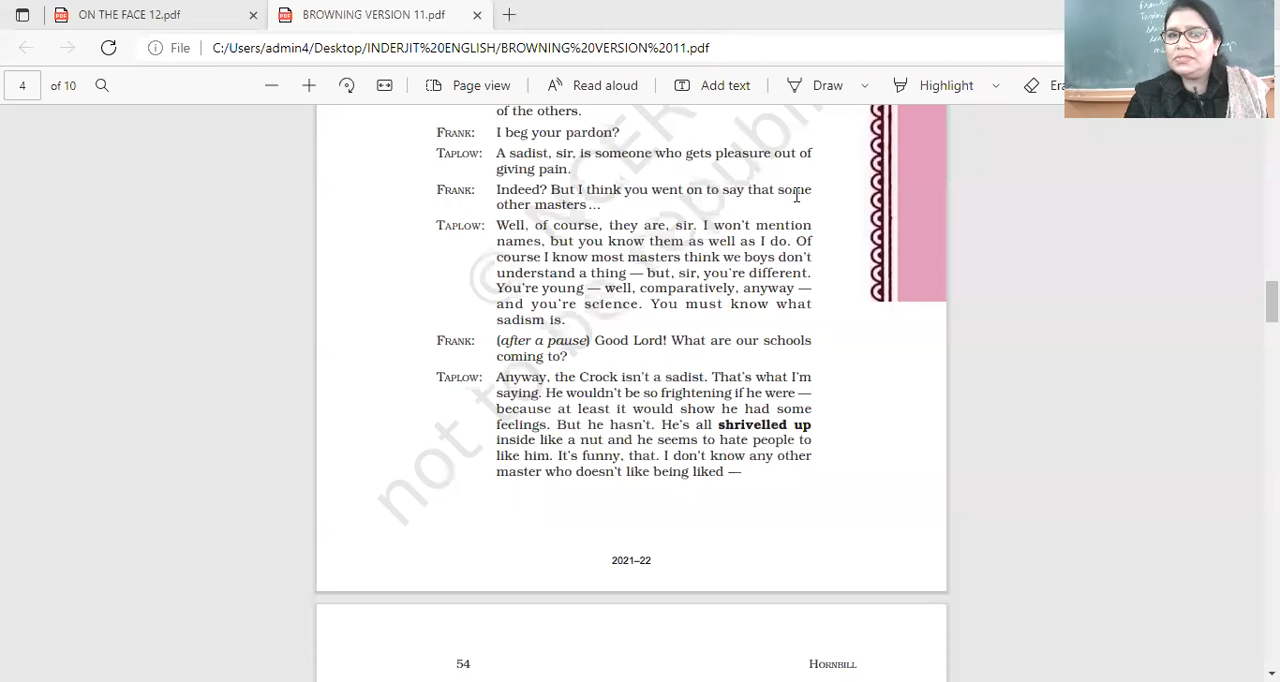 ON THE FACE 12.pdf
BROWNING VERSION 11.pdf
File C:/Users/admin4/Desktop/INDERJIT%20ENGLISH/BROWNING%20VERSION%2011.pdf
4 of 10 Page view Read aloud Add text Draw Highlight
of the others.
FRANK: I beg your pardon?
TAPLOW: A sadist, sir, is someone who gets pleasure out of
giving pain.
FRANK: Indeed? But I think you went on to say that some
other masters…
TAPLOW: Well, of course, they are, sir. I won't mention
names, but you know them as well as I do. Of
course I know most masters think we boys don't
understand a thing — but, sir, you're different.
You're young — well, comparatively, anyway —
and you're science. You must know what
sadism is.
FRANK: (after a pause) Good Lord! What are our schools
coming to?
TAPLOW: Anyway, the Crock isn't a sadist. That's what I'm
saying. He wouldn't be so frightening if he were —
because at least it would show he had some
feelings. But he hasn't. He's all shrivelled up
inside like a nut and he seems to hate people to
like him. It's funny, that. I don't know any other
master who doesn't like being liked —
not to be republi
2021–22
54 HORNBILL